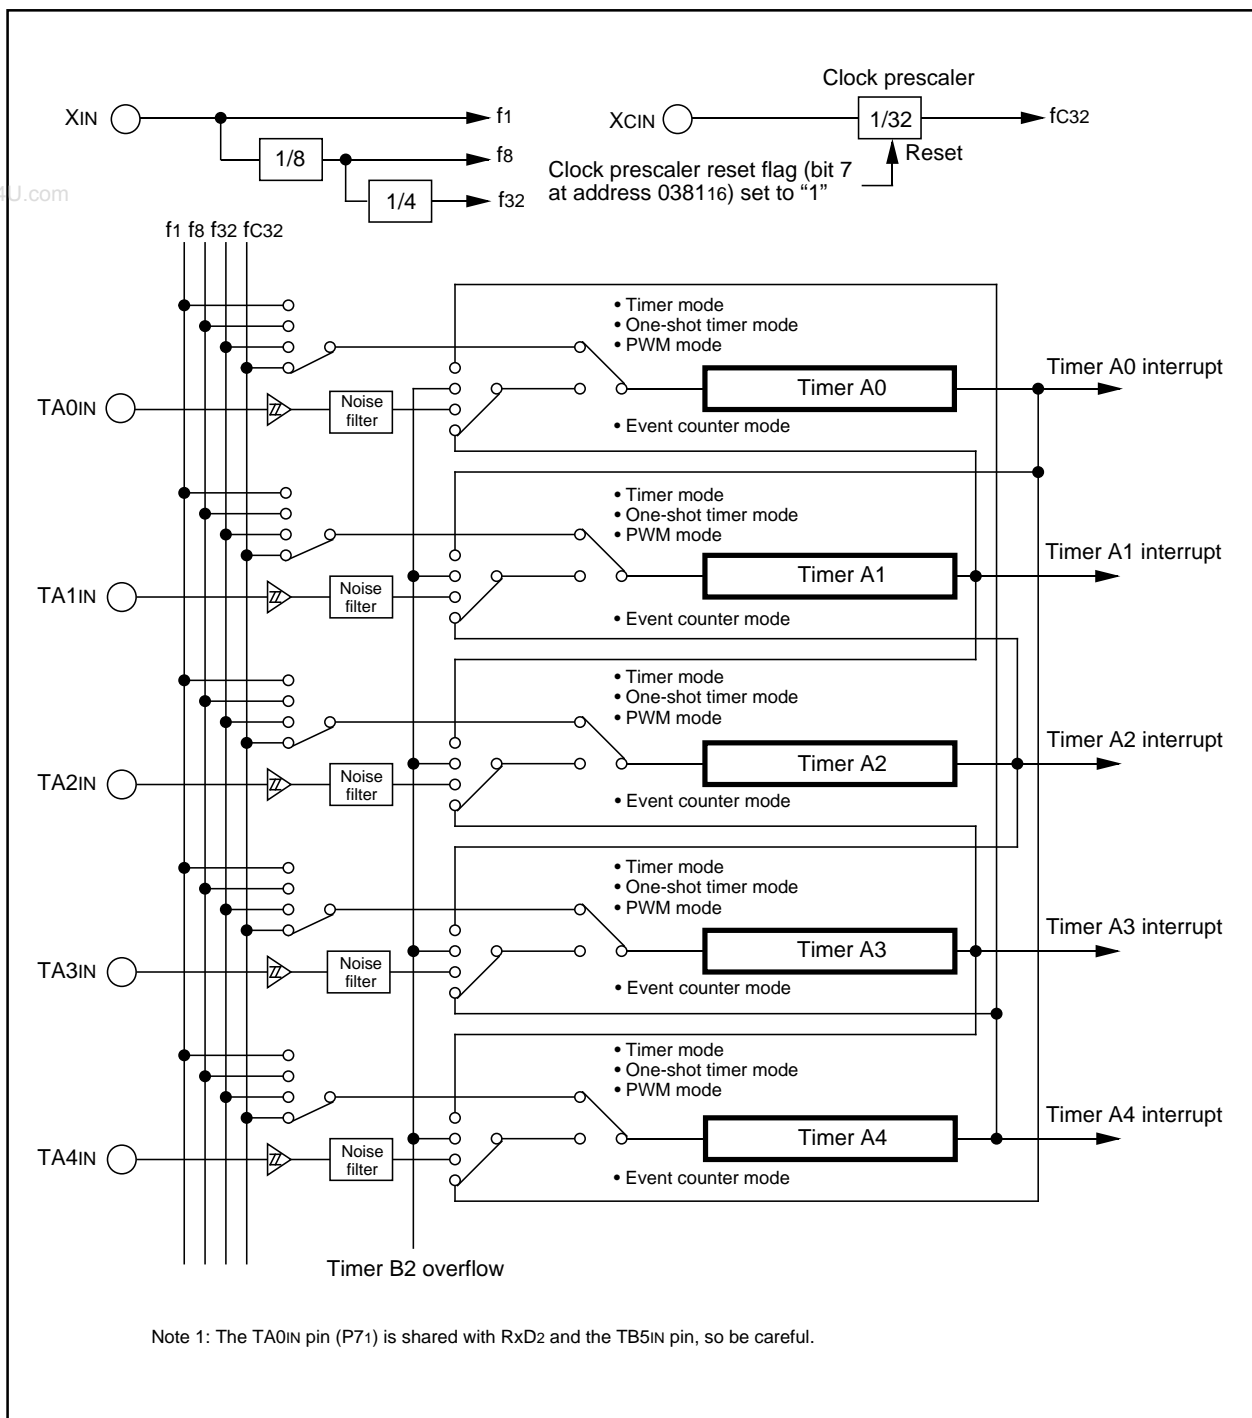 Clock prescaler
XIN
f1
XCIN
1/32
fC32
1/8
f8
Reset
Clock prescaler reset flag (bit 7
at address 038116) set to “1”
1/4
f32
4U.com
f1 f8 f32 fC32
• Timer mode
• One-shot timer mode
• PWM mode
Timer A0 interrupt
Timer A0
TA0IN
Noise
filter
• Event counter mode
• Timer mode
• One-shot timer mode
• PWM mode
Timer A1 interrupt
Timer A1
TA1IN
Noise
filter
• Event counter mode
• Timer mode
• One-shot timer mode
• PWM mode
Timer A2 interrupt
Timer A2
TA2IN
Noise
filter
• Event counter mode
• Timer mode
• One-shot timer mode
• PWM mode
Timer A3 interrupt
Timer A3
TA3IN
Noise
filter
• Event counter mode
• Timer mode
• One-shot timer mode
• PWM mode
Timer A4 interrupt
Timer A4
TA4IN
Noise
filter
• Event counter mode
Timer B2 overflow
Note 1: The TA0IN pin (P71) is shared with RxD2 and the TB5IN pin, so be careful.